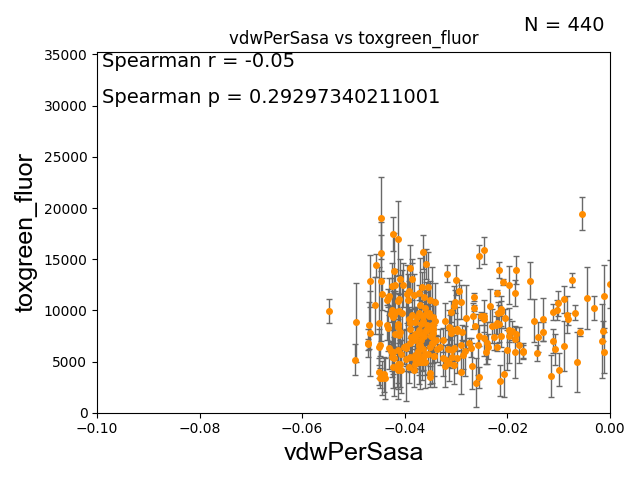 N = 440
vdwPerSasa vs toxgreen_fluor
Spearman r = -0.05
Spearman p = 0.29297340211001
toxgreen_fluor
35000
30000
25000
20000
15000
10000
5000
0
−0.10 −0.08 −0.06 −0.04 −0.02 0.00
vdwPerSasa